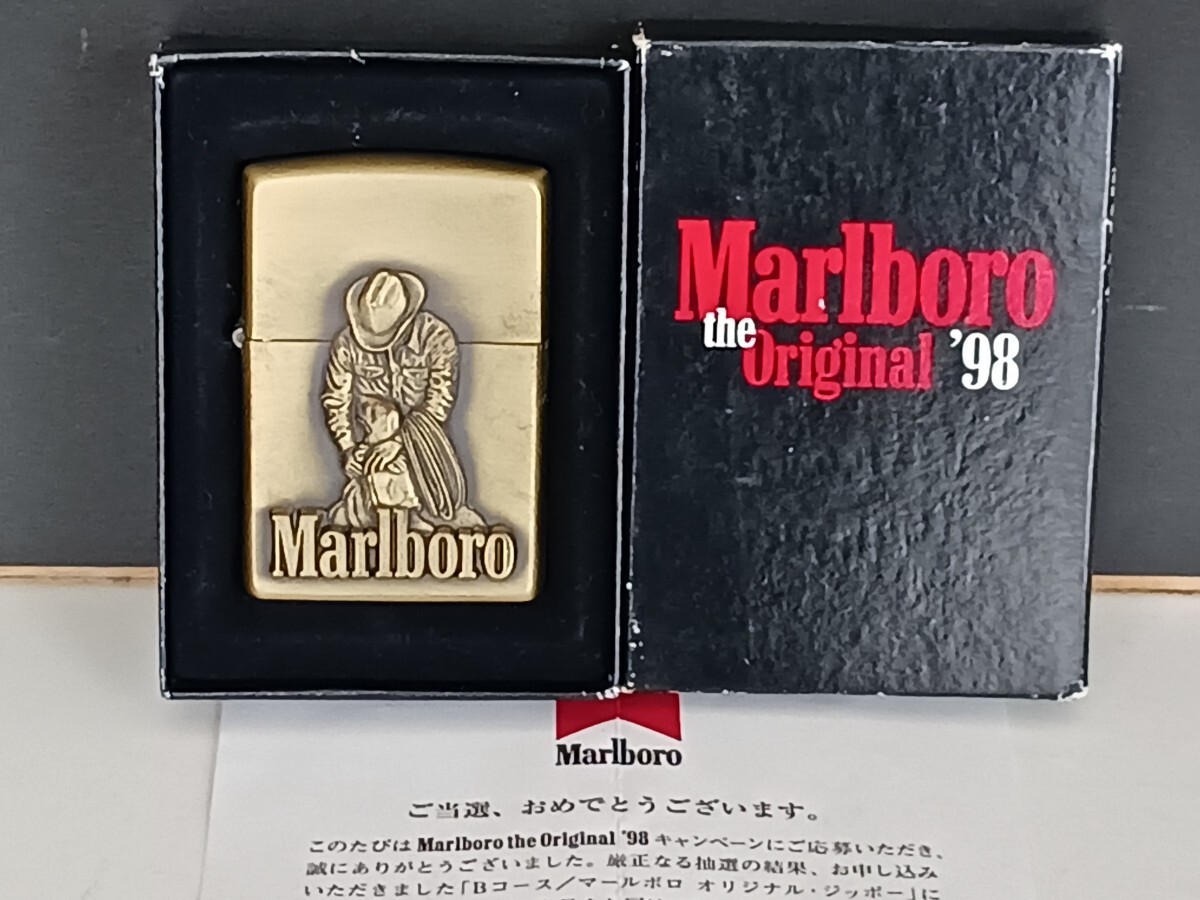 Marlboro
Marlboro
the
Original '98
Marlboro
ご当選、おめでとうございます。
このたびは Marlboro the Original '98 キャンペーンにご応募いただき、
誠にありがとうございました。厳正なる抽選の結果、お申し込み
いただきました「Bコース／マールボロ オリジナル・ジッポー」に